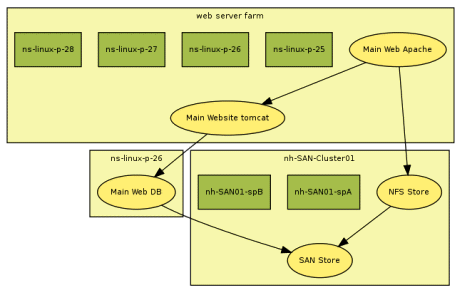 web server farm
ns-linux-p-28
ns-linux-p-27
ns-linux-p-26
ns-linux-p-25
Main Web Apache
Main Website tomcat
ns-linux-p-26
Main Web DB
nh-SAN-Cluster01
nh-SAN01-spB
nh-SAN01-spA
NFS Store
SAN Store